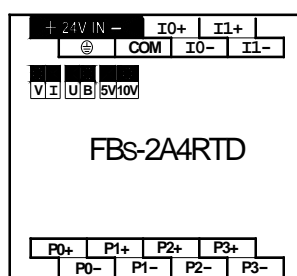 + 24V IN − I0+ I1+
COM I0− I1−
V I U B 5V 10V
FBs-2A4RTD
P0+ P1+ P2+ P3+
P0− P1− P2− P3−